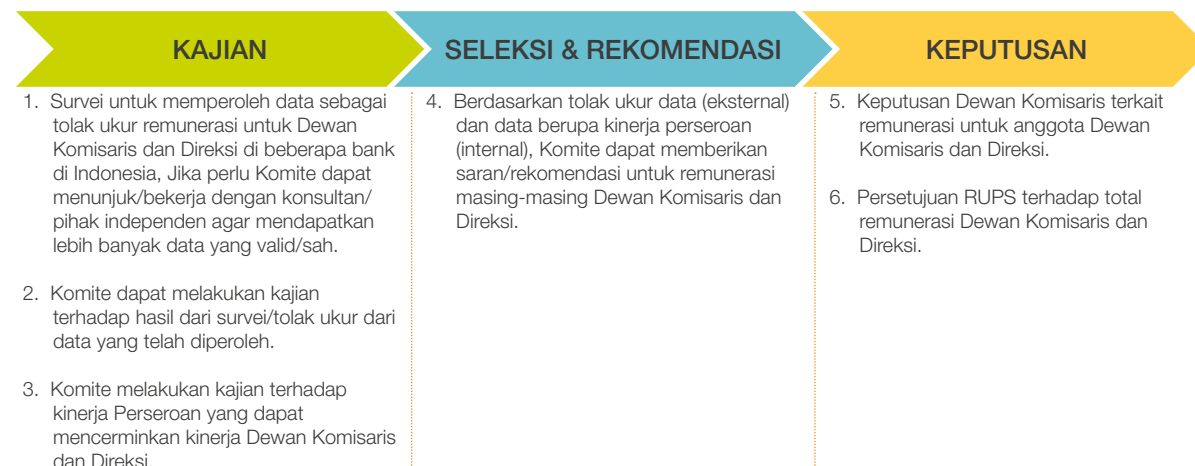 KAJIAN
1. Survei untuk memperoleh data sebagai
tolak ukur remunerasi untuk Dewan
Komisaris dan Direksi di beberapa bank
di Indonesia, Jika perlu Komite dapat
menunjuk/bekerja dengan konsultan/
pihak independen agar mendapatkan
lebih banyak data yang valid/sah.
2. Komite dapat melakukan kajian
terhadap hasil dari survei/tolak ukur dari
data yang telah diperoleh.
3. Komite melakukan kajian terhadap
kinerja Perseroan yang dapat
mencerminkan kinerja Dewan Komisaris
dan Direksi.
SELEKSI & REKOMENDASI
4. Berdasarkan tolak ukur data (eksternal)
dan data berupa kinerja perseroan
(internal), Komite dapat memberikan
saran/rekomendasi untuk remunerasi
masing-masing Dewan Komisaris dan
Direksi.
KEPUTUSAN
5. Keputusan Dewan Komisaris terkait
remunerasi untuk anggota Dewan
Komisaris dan Direksi.
6. Persetujuan RUPS terhadap total
remunerasi Dewan Komisaris dan
Direksi.